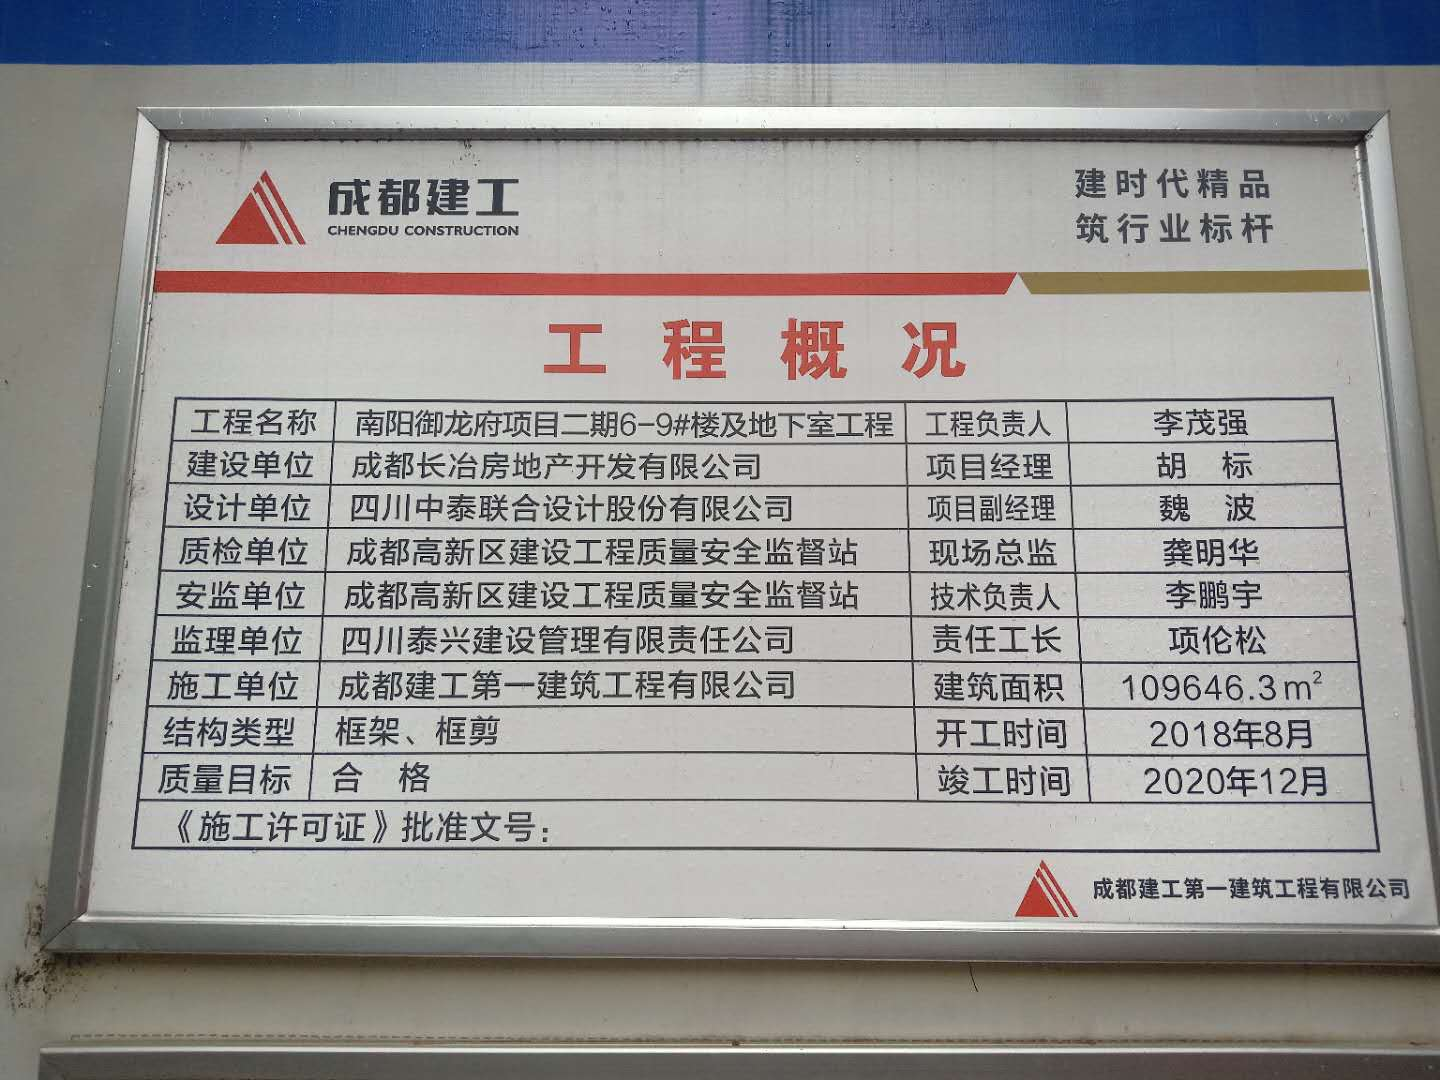 成都建工
CHENGDU CONSTRUCTION
建时代精品
筑行业标杆
工程概况
工程名称 南阳御龙府项目二期6-9#楼及地下室工程 工程负责人 李茂强
建设单位 成都长冶房地产开发有限公司 项目经理 胡 标
设计单位 四川中泰联合设计股份有限公司 项目副经理 魏 波
质检单位 成都高新区建设工程质量安全监督站 现场总监 龚明华
安监单位 成都高新区建设工程质量安全监督站 技术负责人 李鹏宇
监理单位 四川泰兴建设管理有限责任公司 责任工长 项伦松
施工单位 成都建工第一建筑工程有限公司 建筑面积 109646.3m²
结构类型 框架、框剪 开工时间 2018年8月
质量目标 合 格 竣工时间 2020年12月
《施工许可证》批准文号：
成都建工第一建筑工程有限公司